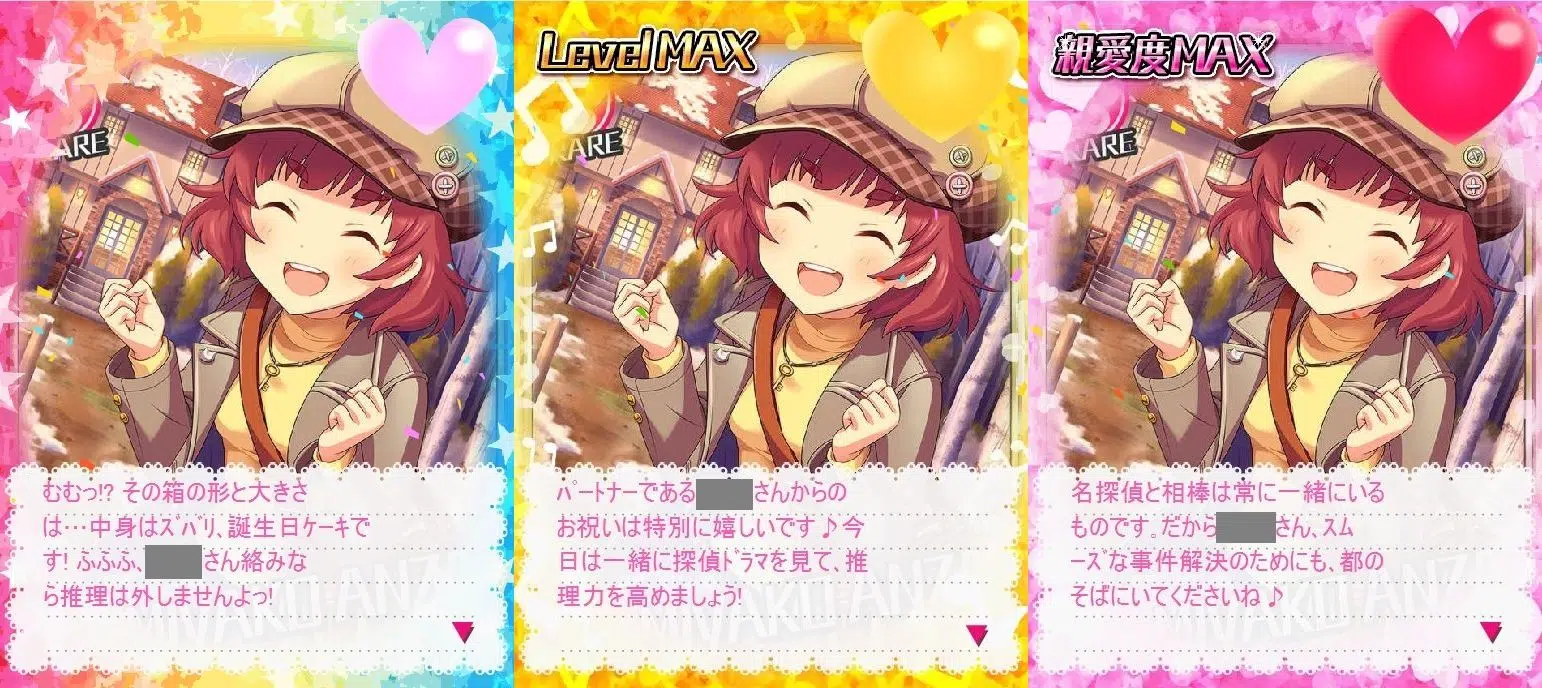 ARE
むむっ!? その箱の形と大きさ
は…中身はズバリ、誕生日ケーキで
す! ふふふ、さん絡みな
ら推理は外しませんよっ!
Level MAX
ARE
パートナーであるさんからの
お祝いは特別に嬉しいです♪今
日は一緒に探偵ドラマを見て、推
理力を高めましょう!
親愛度MAX
RARE
名探偵と相棒は常に一緒にいる
ものです。だからさん、スム
ーズな事件解決のためにも、都の
そばにいてくださいね♪